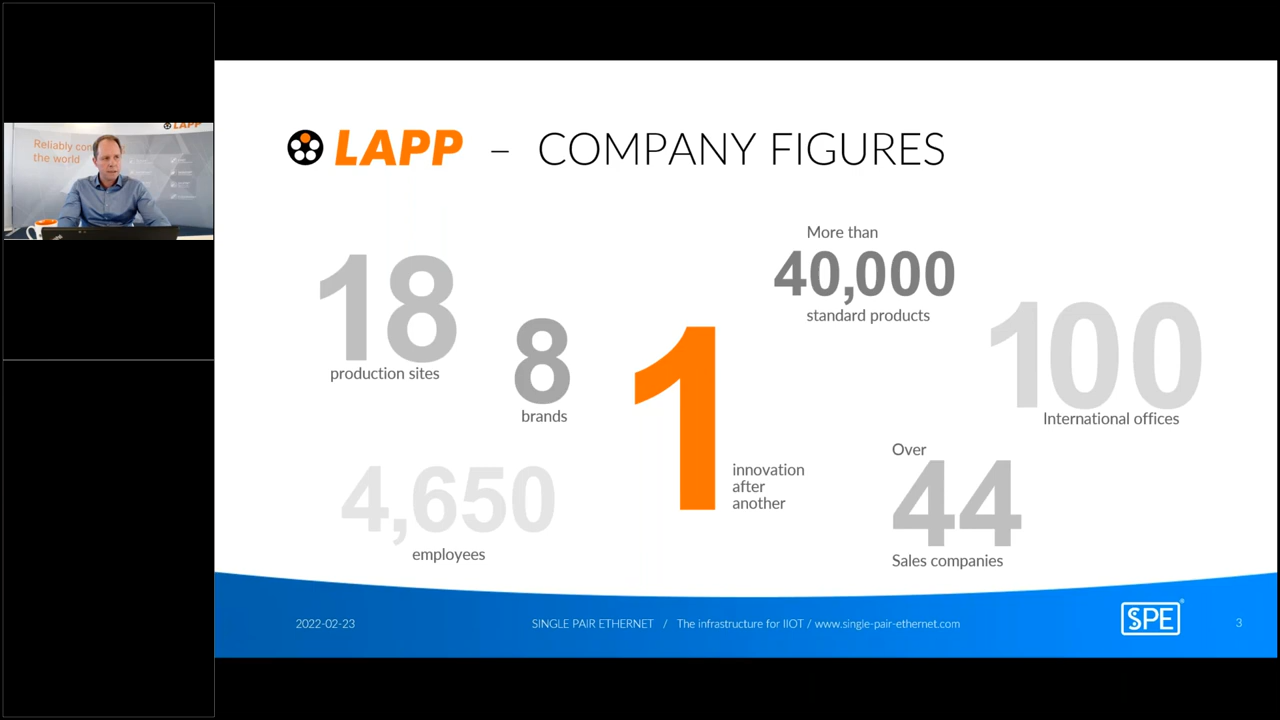 LAPP
Reliably con
the world
LAPP – COMPANY FIGURES
18
production sites
8
brands
4,650
employees
1
innovation
after
another
More than
40,000
standard products
100
International offices
Over
44
Sales companies
2022-02-23
SINGLE PAIR ETHERNET / The infrastructure for IIOT / www.single-pair-ethernet.com
SPE®
3